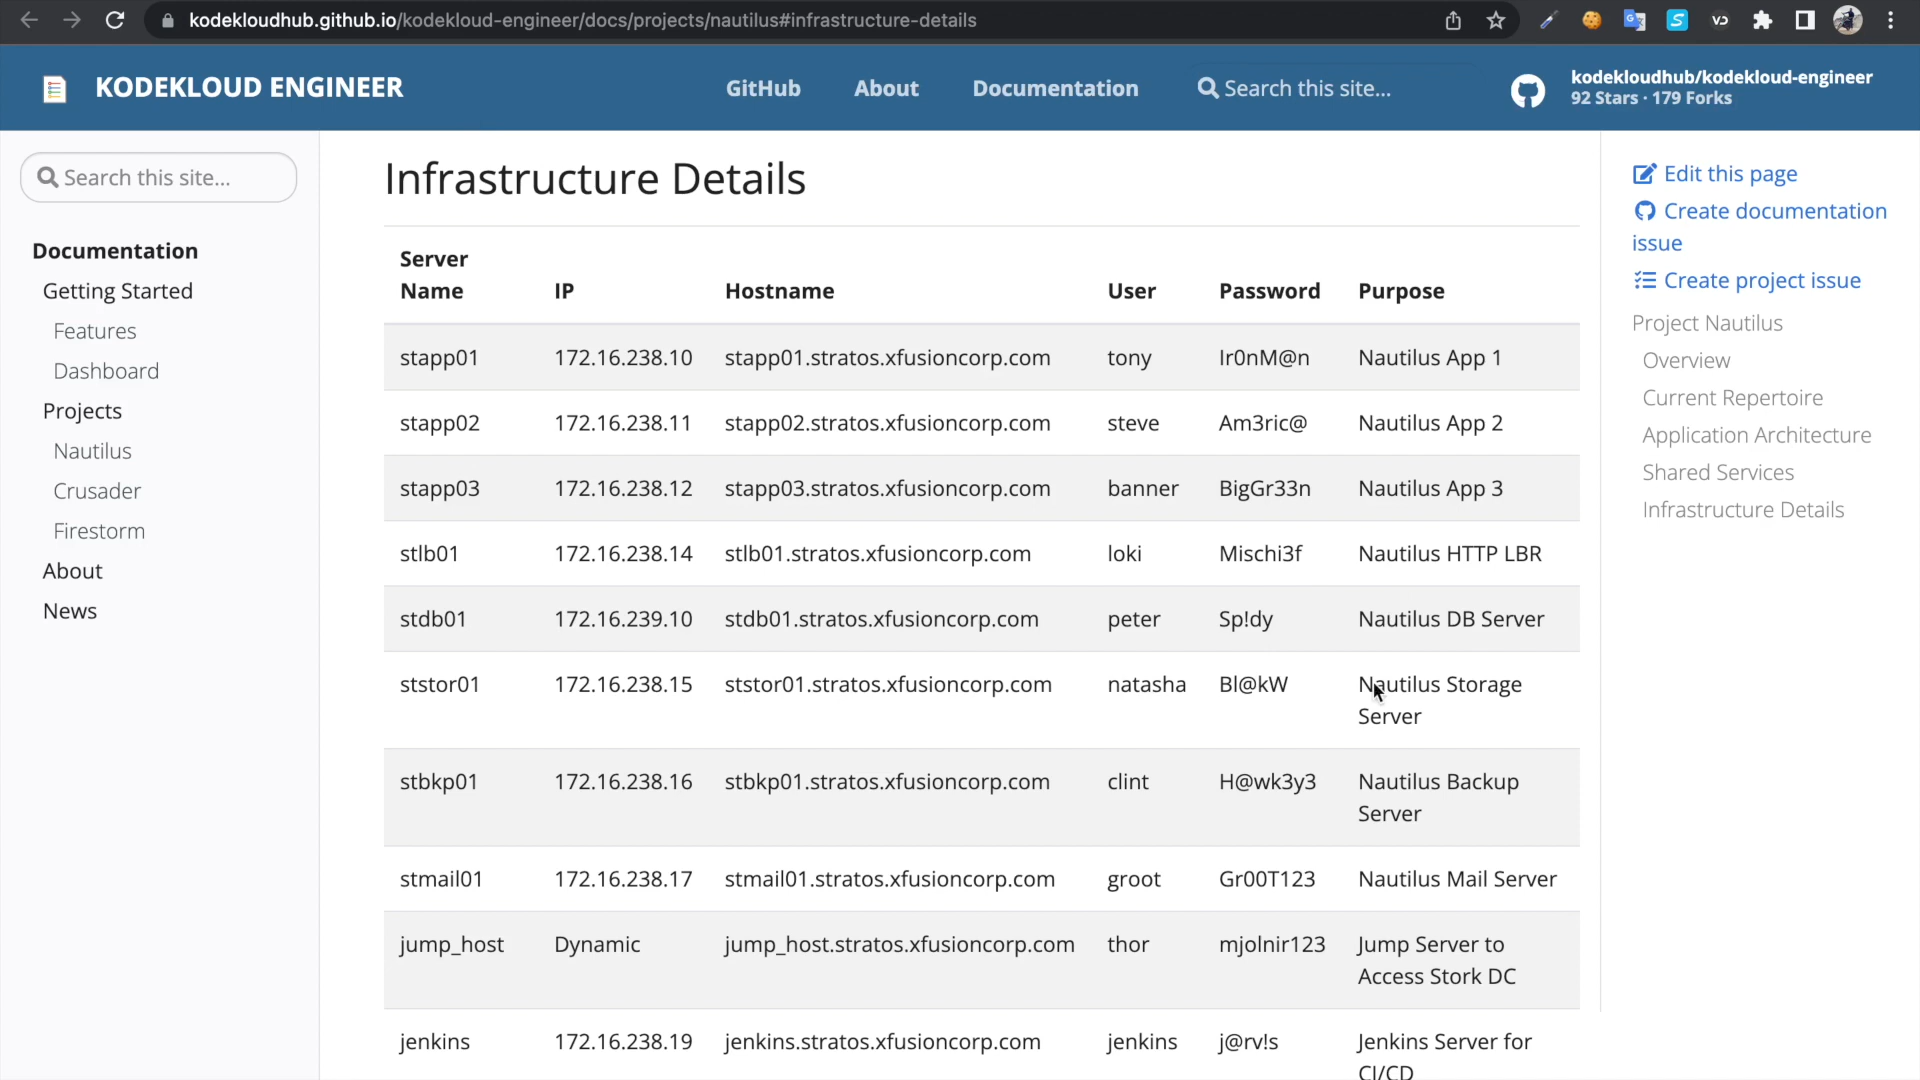 kodekloudhub.github.io/kodekloud-engineer/docs/projects/nautilus#infrastructure-details
KODEKLOUD ENGINEER
GitHub
About
Documentation
Search this site...
kodekloudhub/kodekloud-engineer
92 Stars · 179 Forks
Search this site...
Documentation
Getting Started
Features
Dashboard
Projects
Nautilus
Crusader
Firestorm
About
News
Infrastructure Details
Server Name IP Hostname User Password Purpose
stapp01 172.16.238.10 stapp01.stratos.xfusioncorp.com tony Ir0nM@n Nautilus App 1
stapp02 172.16.238.11 stapp02.stratos.xfusioncorp.com steve Am3ric@ Nautilus App 2
stapp03 172.16.238.12 stapp03.stratos.xfusioncorp.com banner BigGr33n Nautilus App 3
stlb01 172.16.238.14 stlb01.stratos.xfusioncorp.com loki Mischi3f Nautilus HTTP LBR
stdb01 172.16.239.10 stdb01.stratos.xfusioncorp.com peter Sp!dy Nautilus DB Server
ststor01 172.16.238.15 ststor01.stratos.xfusioncorp.com natasha Bl@kW Nautilus Storage
Server
stbkp01 172.16.238.16 stbkp01.stratos.xfusioncorp.com clint H@wk3y3 Nautilus Backup
Server
stmail01 172.16.238.17 stmail01.stratos.xfusioncorp.com groot Gr00T123 Nautilus Mail Server
jump_host Dynamic jump_host.stratos.xfusioncorp.com thor mjolnir123 Jump Server to
Access Stork DC
jenkins 172.16.238.19 jenkins.stratos.xfusioncorp.com jenkins j@rv!s Jenkins Server for
CI/CD
Edit this page
Create documentation
issue
Create project issue
Project Nautilus
Overview
Current Repertoire
Application Architecture
Shared Services
Infrastructure Details